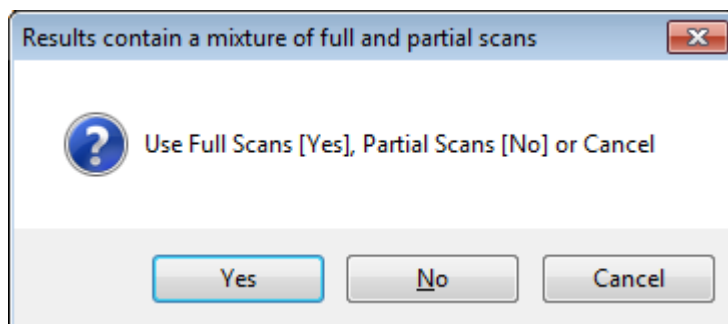 Results contain a mixture of full and partial scans
Use Full Scans [Yes], Partial Scans [No] or Cancel
Yes
No
Cancel